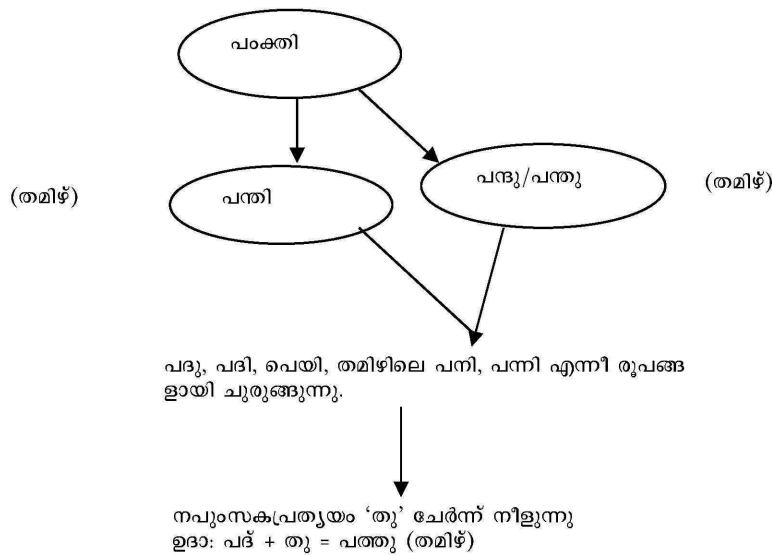 പംക്തി
(തമിഴ്)
പന്തി
പന്ദു/പന്തു
(തമിഴ്)
പദു, പദി, പെയി, തമിഴിലെ പനി, പന്നി എന്നീ രൂപങ്ങ
ളായി ചുരുങ്ങുന്നു.
നപുംസകപ്രത്യയം ‘തു’ ചേർന്ന് നീളുന്നു
ഉദാ: പദ് + തു = പത്തു (തമിഴ്)